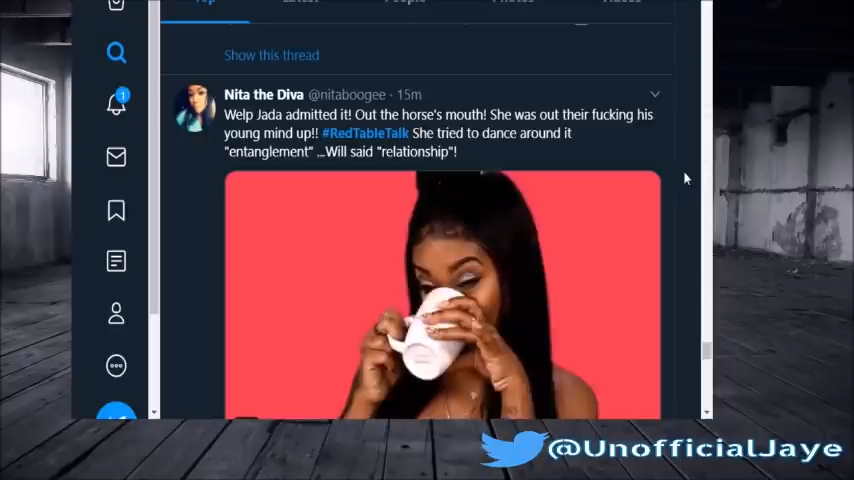 Show this thread
1
Nita the Diva @nitaboogee · 15m
Welp Jada admitted it! Out the horse's mouth! She was out their fucking his
young mind up!! #RedTableTalk She tried to dance around it
"entanglement" ...Will said "relationship"!
@UnofficialJaye